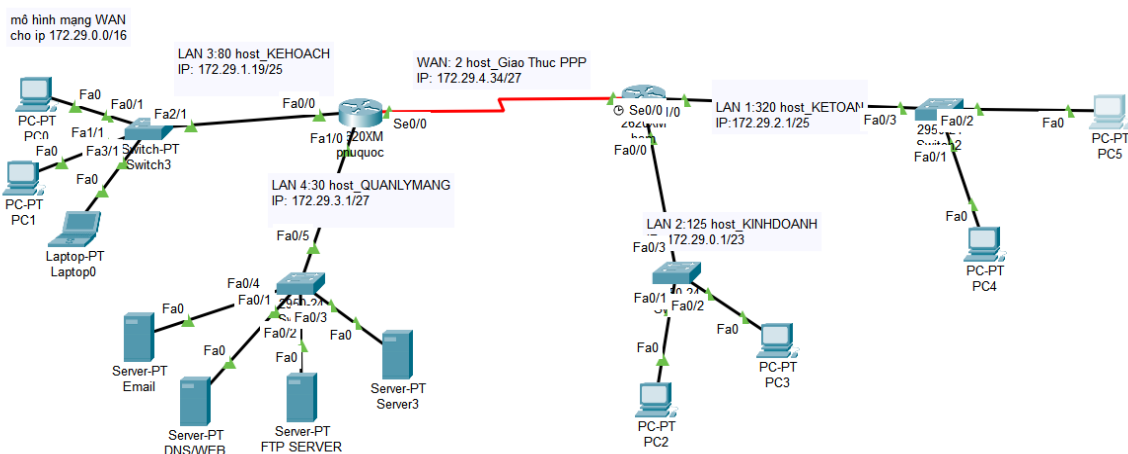 mô hình mạng WAN
cho ip 172.29.0.0/16
LAN 3:80 host_KEHOACH
IP: 172.29.1.19/25
WAN: 2 host_Giao Thuc PPP
IP: 172.29.4.34/27
LAN 1:320 host_KETOAN
IP:172.29.2.1/25
Fa0
Fa0/1
PC-PT
PC0
Fa2/1
Fa1/1
Fa3/1
Switch-PT
Switch3
Fa0
PC-PT
PC1
Fa0
Laptop-PT
Laptop0
Fa0/0
Fa1/0
phuquoc
Se0/0
Se0/0
Fa0/0
Fa0/3
Fa0/2
Fa0/1
Fa0
PC-PT
PC5
Fa0
PC-PT
PC4
LAN 4:30 host_QUANLYMANG
IP: 172.29.3.1/27
Fa0/5
Fa0/4
Fa0/1
Fa0/2
Fa0/3
Fa0
Server-PT
Email
Fa0
Server-PT
DNS/WEB
Fa0
Server-PT
FTP SERVER
Fa0
Server-PT
Server3
LAN 2:125 host_KINHDOANH
172.29.0.1/23
Fa0/3
Fa0/1
Fa0/2
Fa0
PC-PT
PC3
Fa0
PC-PT
PC2